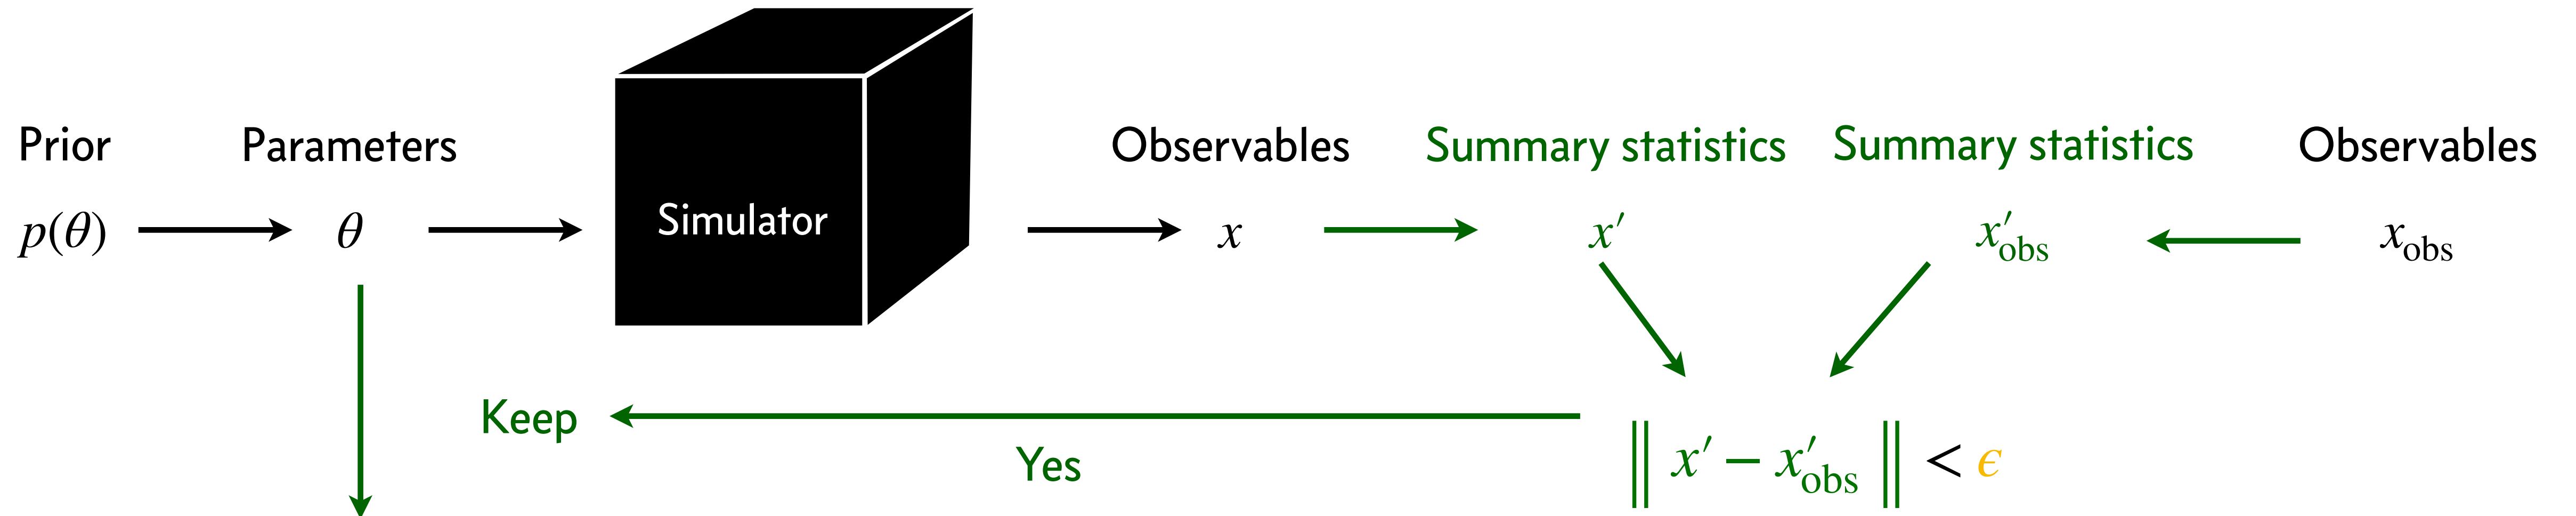 Prior
Parameters
Observables
Summary statistics
Summary statistics
Observables
p(θ)
θ
Simulator
x
x′
x′obs
xobs
Keep
Yes
‖ x′ − x′obs ‖ < ϵ